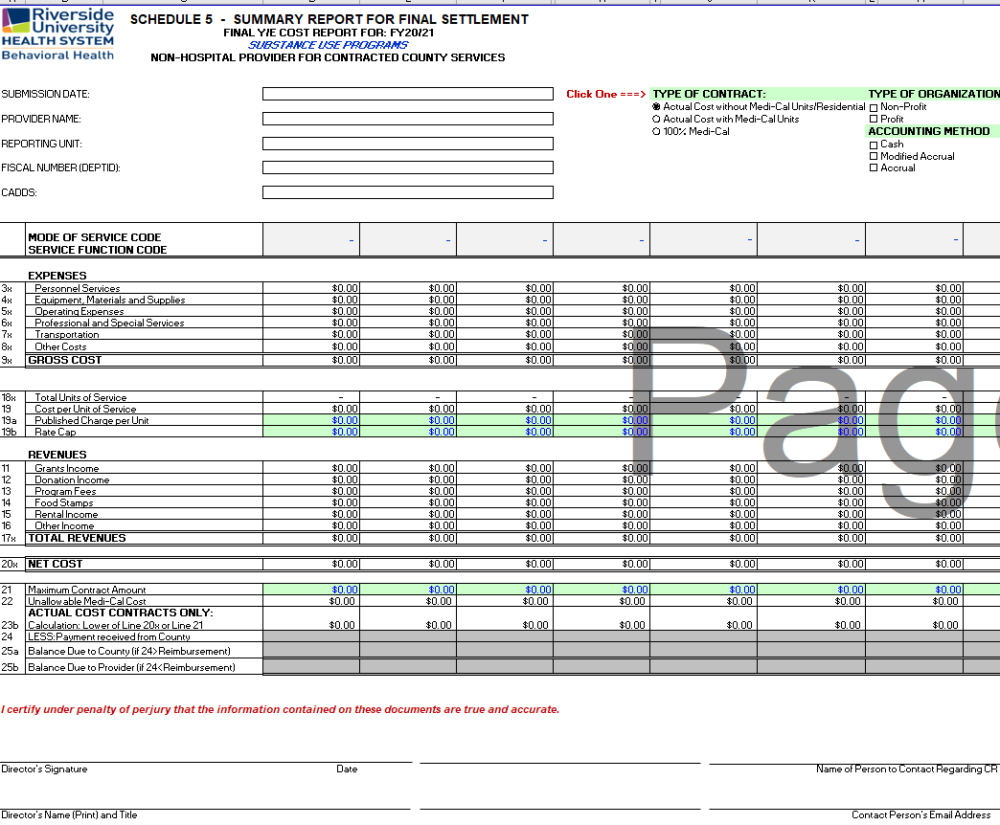 Riverside
University
HEALTH SYSTEM
Behavioral Health
SCHEDULE 5 - SUMMARY REPORT FOR FINAL SETTLEMENT
FINAL Y/E COST REPORT FOR: FY20/21
SUBSTANCE USE PROGRAMS
NON-HOSPITAL PROVIDER FOR CONTRACTED COUNTY SERVICES
SUBMISSION DATE: Click One ===> TYPE OF CONTRACT: TYPE OF ORGANIZATION
Actual Cost without Medi-Cal Units/Residential Non-Profit
PROVIDER NAME: Actual Cost with Medi-Cal Units Profit
100% Medi-Cal ACCOUNTING METHOD
REPORTING UNIT: Cash
Modified Accrual
FISCAL NUMBER (DEPTID): Accrual
CADDS:
MODE OF SERVICE CODE - - - - - - -
SERVICE FUNCTION CODE
EXPENSES
3x Personnel Services $0.00 $0.00 $0.00 $0.00 $0.00 $0.00 $0.00
4x Equipment, Materials and Supplies $0.00 $0.00 $0.00 $0.00 $0.00 $0.00 $0.00
5x Operating Expenses $0.00 $0.00 $0.00 $0.00 $0.00 $0.00 $0.00
6x Professional and Special Services $0.00 $0.00 $0.00 $0.00 $0.00 $0.00 $0.00
7x Transportation $0.00 $0.00 $0.00 $0.00 $0.00 $0.00 $0.00
8x Other Costs $0.00 $0.00 $0.00 $0.00 $0.00 $0.00 $0.00
9x GROSS COST $0.00 $0.00 $0.00 $0.00 $0.00 $0.00 $0.00
18x Total Units of Service - - - - - - -
19 Cost per Unit of Service $0.00 $0.00 $0.00 $0.00 $0.00 $0.00 $0.00
19a Published Charge per Unit $0.00 $0.00 $0.00 $0.00 $0.00 $0.00 $0.00
19b Rate Cap $0.00 $0.00 $0.00 $0.00 $0.00 $0.00 $0.00
Pag
REVENUES
11 Grants Income $0.00 $0.00 $0.00 $0.00 $0.00 $0.00 $0.00
12 Donation Income $0.00 $0.00 $0.00 $0.00 $0.00 $0.00 $0.00
13 Program Fees $0.00 $0.00 $0.00 $0.00 $0.00 $0.00 $0.00
14 Food Stamps $0.00 $0.00 $0.00 $0.00 $0.00 $0.00 $0.00
15 Rental Income $0.00 $0.00 $0.00 $0.00 $0.00 $0.00 $0.00
16 Other Income $0.00 $0.00 $0.00 $0.00 $0.00 $0.00 $0.00
17x TOTAL REVENUES $0.00 $0.00 $0.00 $0.00 $0.00 $0.00 $0.00
20x NET COST $0.00 $0.00 $0.00 $0.00 $0.00 $0.00 $0.00
21 Maximum Contract Amount $0.00 $0.00 $0.00 $0.00 $0.00 $0.00 $0.00
22 Unallowable Medi-Cal Cost $0.00 $0.00 $0.00 $0.00 $0.00 $0.00 $0.00
ACTUAL COST CONTRACTS ONLY:
23b Calculation: Lower of Line 20x or Line 21 $0.00 $0.00 $0.00 $0.00 $0.00 $0.00 $0.00
24 LESS: Payment received from County
25a Balance Due to County (if 24>Reimbursement)
25b Balance Due to Provider (if 24<Reimbursement)
I certify under penalty of perjury that the information contained on these documents are true and accurate.
Director's Signature Date Name of Person to Contact Regarding CR
Director's Name (Print) and Title Contact Person's Email Address